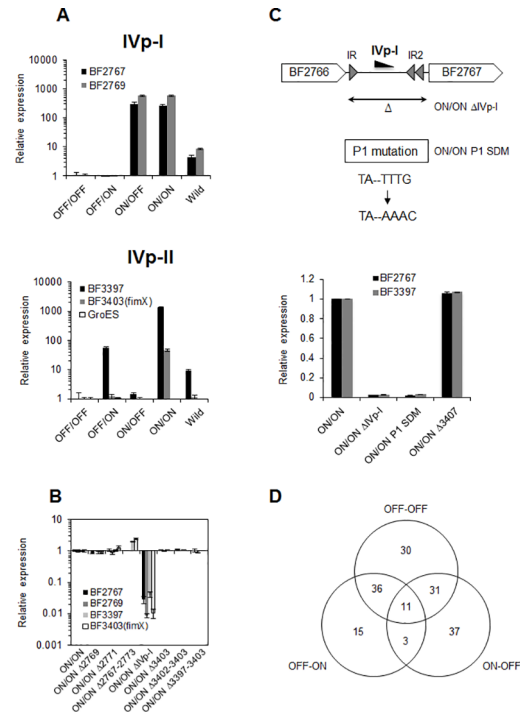 A
IVp-I
BF2767
BF2769
Relative expression
10000
1000
100
10
1
OFF/OFF
OFF/ON
ON/OFF
ON/ON
Wild
IVp-II
BF3397
BF3403(fimX)
GroES
Relative expression
10000
1000
100
10
1
OFF/OFF
OFF/ON
ON/OFF
ON/ON
Wild
B
Relative expression
10
1
0.1
0.01
0.001
BF2767
BF2769
BF3397
BF3403(fimX)
ON/ON
ON/ON Δ2769
ON/ON Δ2771
ON/ON Δ2767-2773
ON/ON ΔIVp-I
ON/ON Δ3403
ON/ON Δ3402-3403
ON/ON Δ3397-3403
C
BF2766
IR
IVp-I
IR2
BF2767
Δ
ON/ON ΔIVp-I
P1 mutation
ON/ON P1 SDM
TA--TTTG
TA--AAAC
BF2767
BF3397
Relative expression
1.2
1
0.8
0.6
0.4
0.2
0
ON/ON
ON/ON ΔIVp-I
ON/ON P1 SDM
ON/ON Δ3407
D
OFF-OFF
30
36
31
11
15
3
37
OFF-ON
ON-OFF